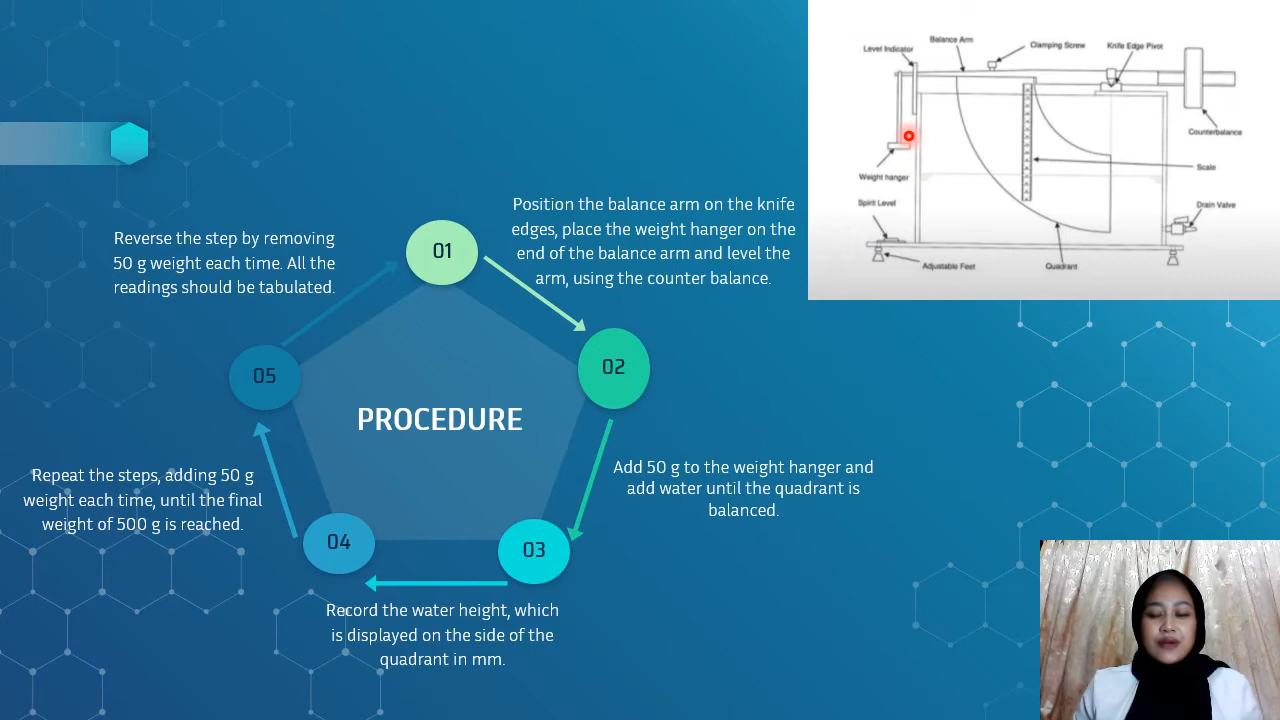 Level Indicator
Balance Arm
Clamping Screw
Knife Edge Pivot
Counterbalance
Scale
Weight hanger
Spirit Level
Drain Valve
Adjustable Feet
Quadrant
01
Position the balance arm on the knife
edges, place the weight hanger on the
end of the balance arm and level the
arm, using the counter balance.
02
Add 50 g to the weight hanger and
add water until the quadrant is
balanced.
03
Record the water height, which
is displayed on the side of the
quadrant in mm.
04
Repeat the steps, adding 50 g
weight each time, until the final
weight of 500 g is reached.
05
Reverse the step by removing
50 g weight each time. All the
readings should be tabulated.
PROCEDURE